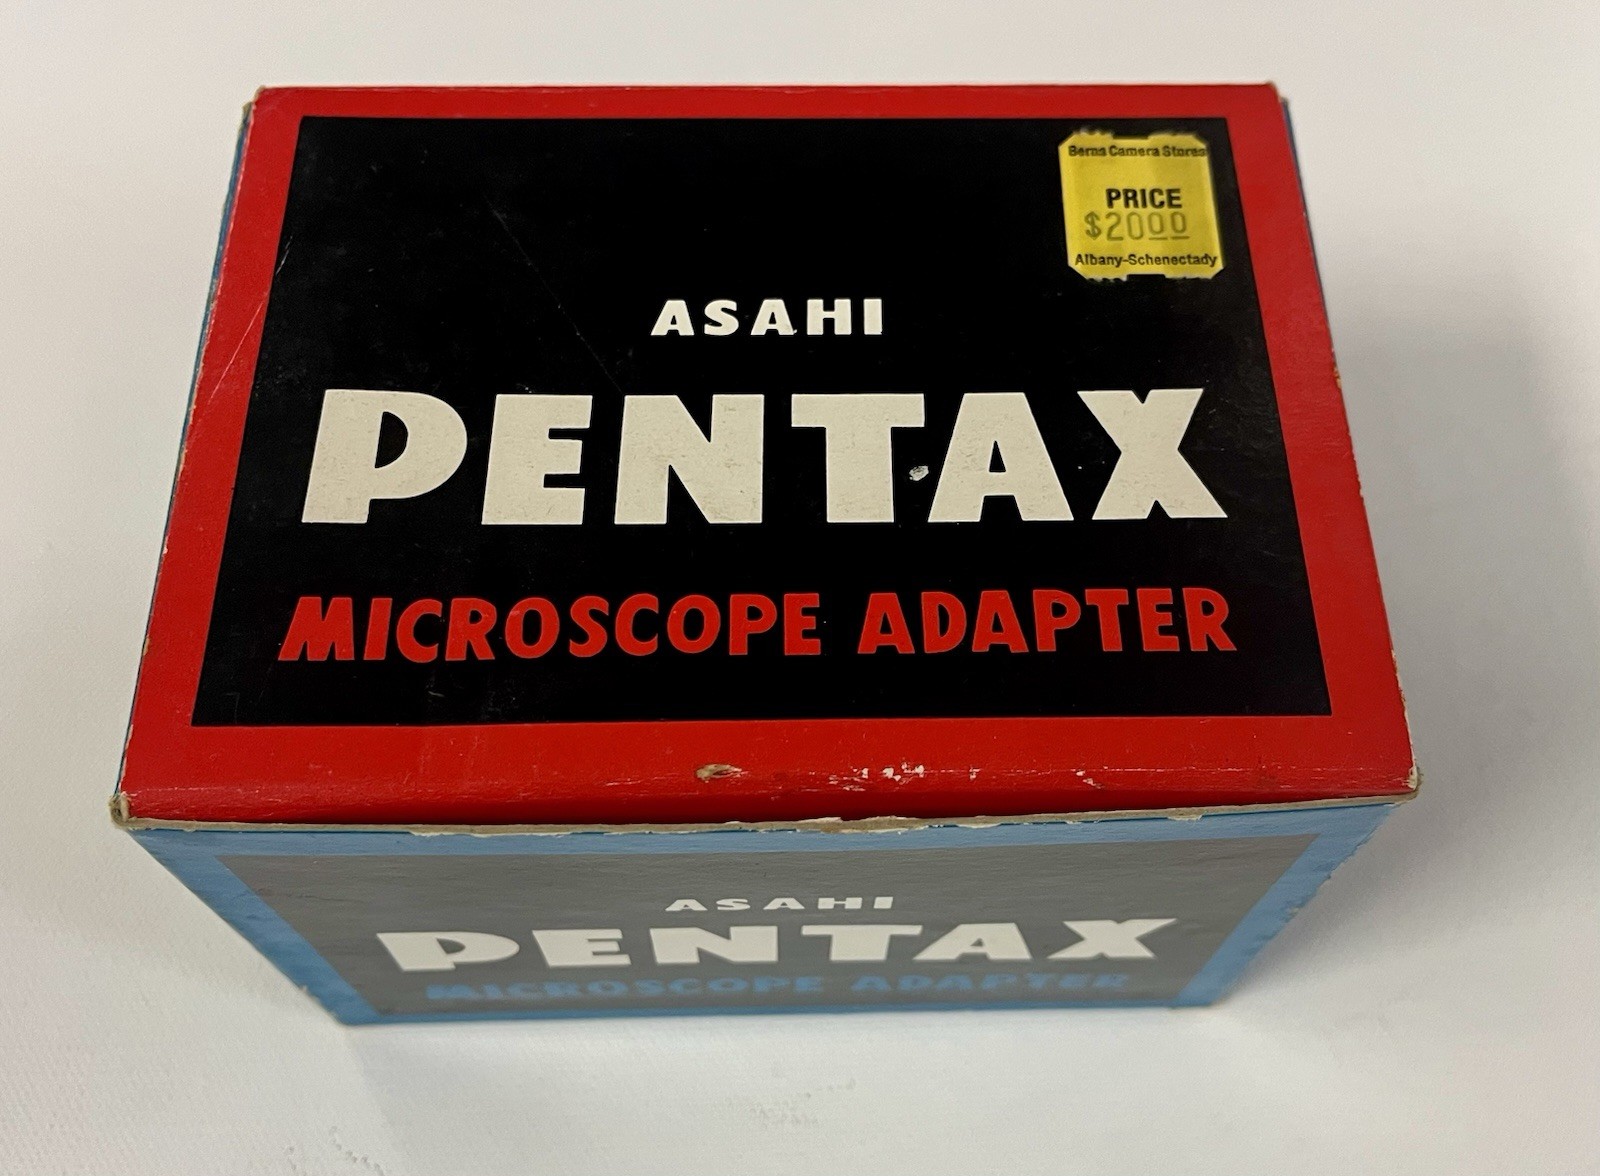 Berns Camera Stores
PRICE
$2000
Albany-Schenectady
ASAHI
PENTAX
MICROSCOPE ADAPTER
ASAHI
PENTAX
MICROSCOPE ADAPTER